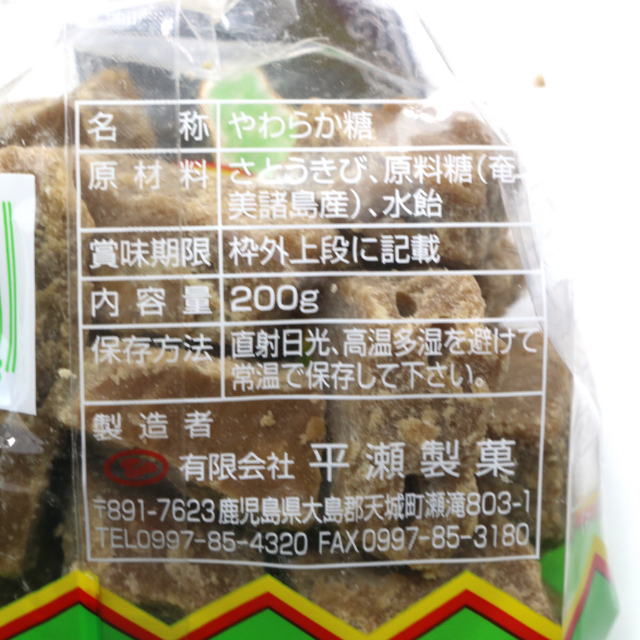 名称 やわらか糖
原材料 さとうきび、原料糖(奄
美諸島産)、水飴
賞味期限 枠外上段に記載
内容量 200g
保存方法 直射日光、高温多湿を避けて
常温で保存して下さい。
製造者
有限会社 平瀬製菓
〒891-7623鹿児島県大島郡天城町瀬滝803-1
TEL0997-85-4320 FAX0997-85-3180